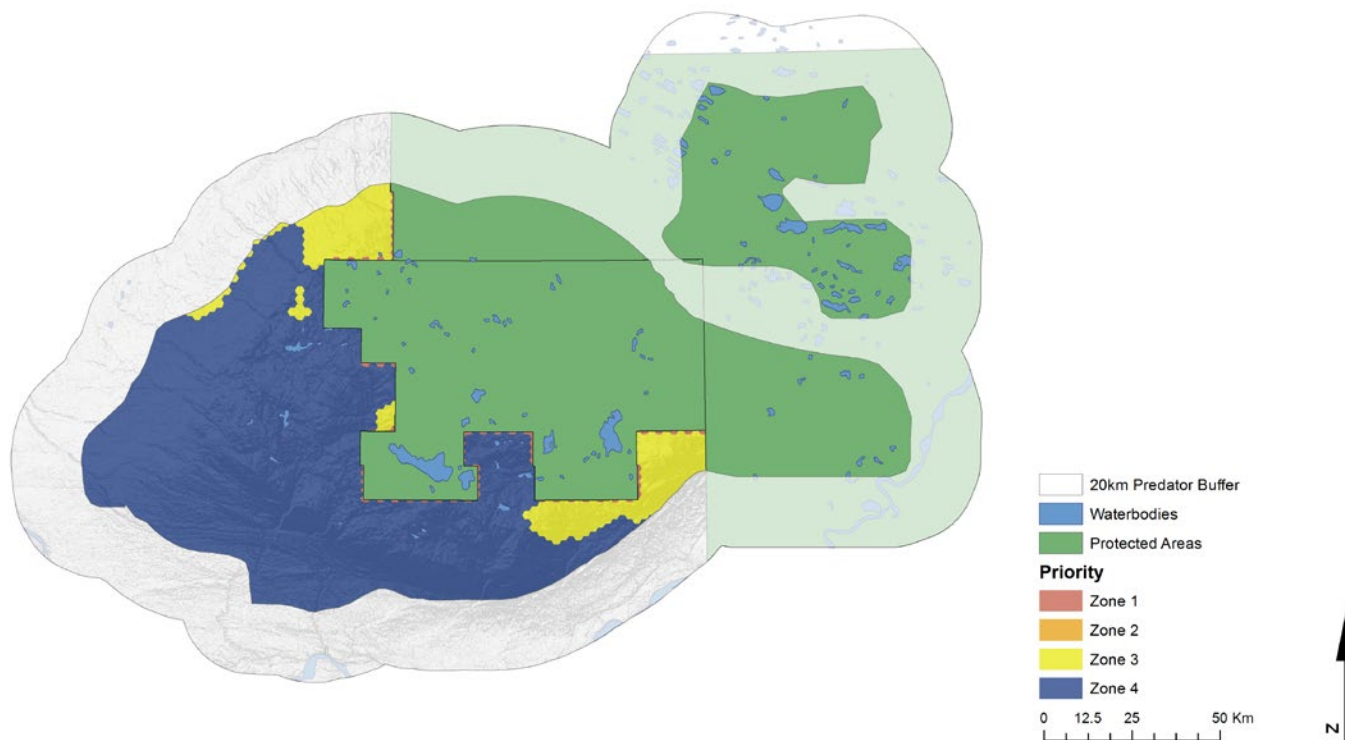 20km Predator Buffer
Waterbodies
Protected Areas
Priority
Zone 1
Zone 2
Zone 3
Zone 4
0 12.5 25 50 Km
N